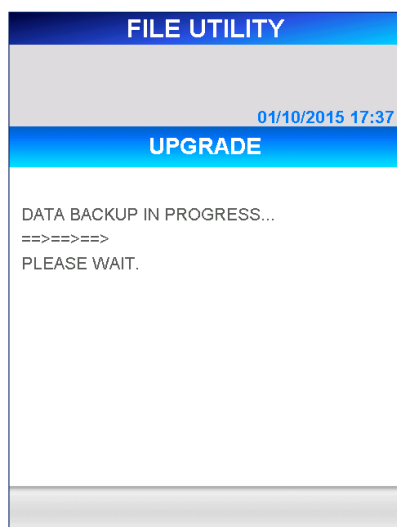 FILE UTILITY
01/10/2015 17:37
UPGRADE
DATA BACKUP IN PROGRESS...
==>==>==>
PLEASE WAIT.